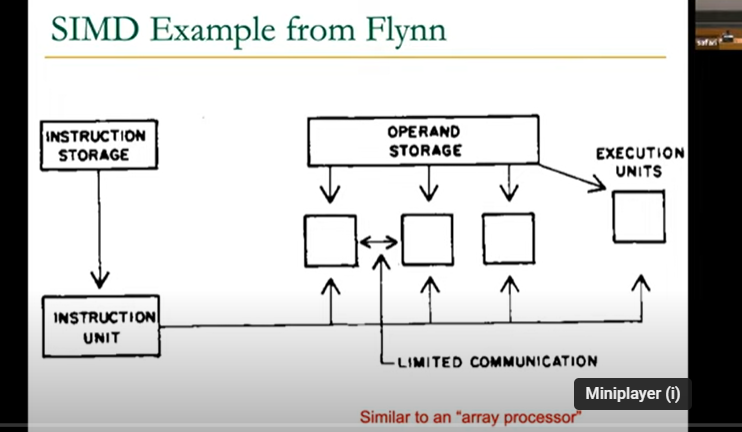 SIMD Example from Flynn
safari
INSTRUCTION
STORAGE
OPERAND
STORAGE
EXECUTION
UNITS
INSTRUCTION
UNIT
LIMITED COMMUNICATION
Miniplayer (i)
Similar to an "array processor"